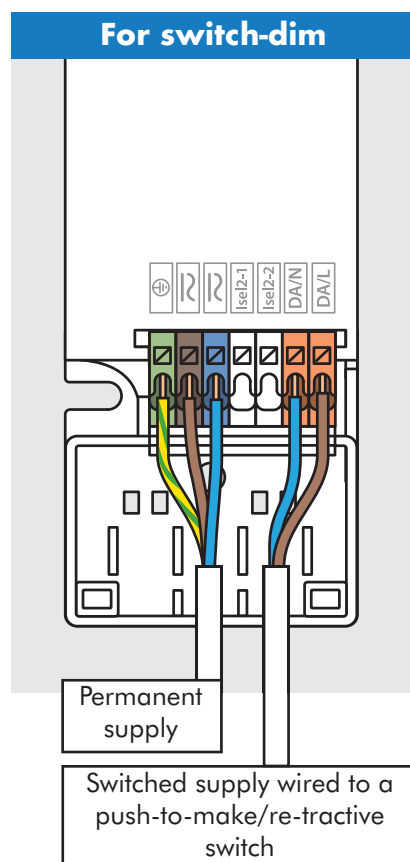 For switch-dim
Isel2-1
Isel2-2
DA/N
DA/L
Permanent
supply
Switched supply wired to a
push-to-make/re-tractive
switch